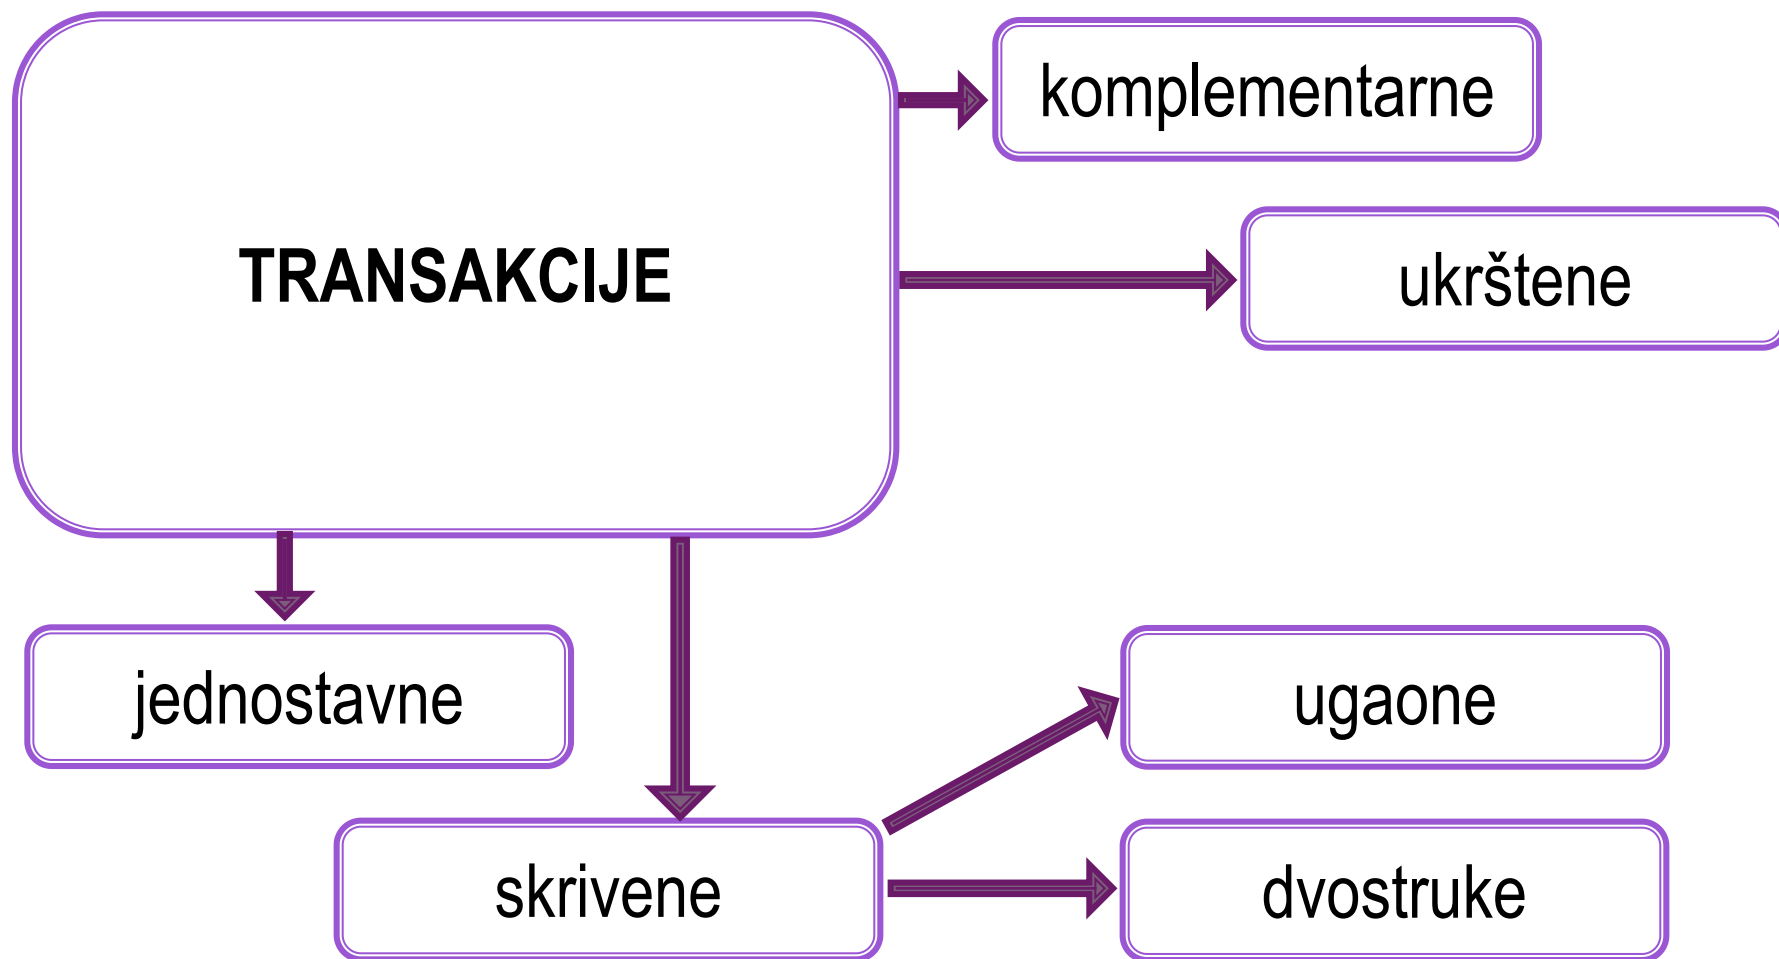 komplementarne
TRANSAKCIJE
ukrštene
jednostavne
ugaone
skrivene
dvostruke